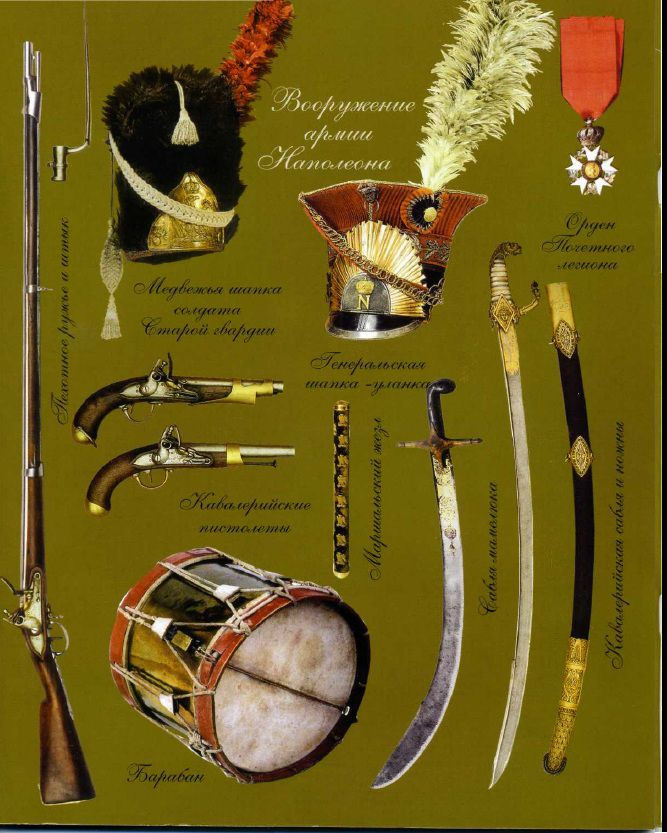 Вооружение
армии
Наполеона
Орден
Почетного
легиона
Пехотное ружье и штык
Медвежья шапка
солдата
Старой гвардии
Генеральская
шапка -уланка
Кавалерийские
пистолеты
Маршальский жезл
Сабля мамелюка
Кавалерийская сабля и ножны
Барабан
N